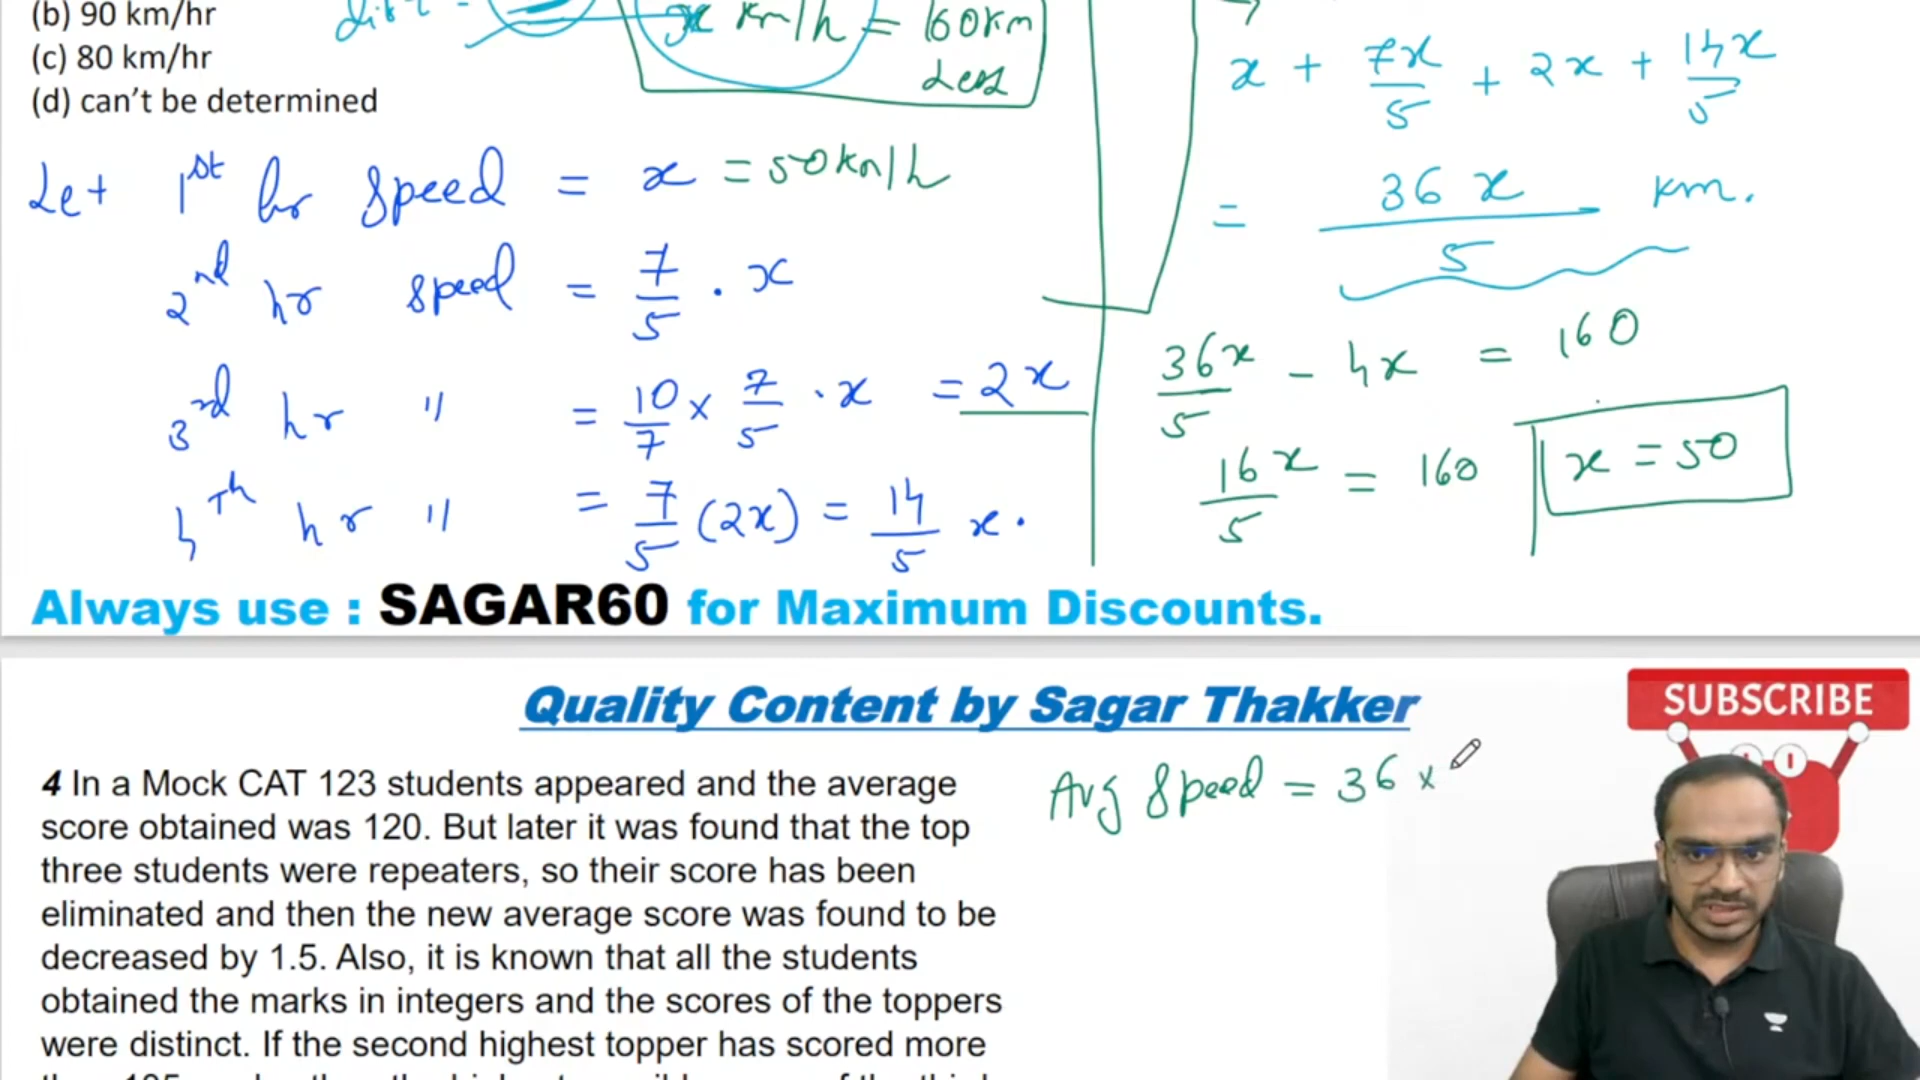 (b) 90 km/hr
(c) 80 km/hr
(d) can't be determined
x km/h = 160km
Less
x + 7x/5 + 2x + 14x/5
= 36x/5 km.
Let 1st hr speed = x = 50km/h
2nd hr speed = 7/5 . x
3rd hr " = 10/7 × 7/5 . x = 2x
4th hr " = 7/5 (2x) = 14/5 x.
36x/5 - 4x = 160
16x/5 = 160
x = 50
Always use : SAGAR60 for Maximum Discounts.
Quality Content by Sagar Thakker
SUBSCRIBE
Avg Speed = 36 ×
4 In a Mock CAT 123 students appeared and the average
score obtained was 120. But later it was found that the top
three students were repeaters, so their score has been
eliminated and then the new average score was found to be
decreased by 1.5. Also, it is known that all the students
obtained the marks in integers and the scores of the toppers
were distinct. If the second highest topper has scored more